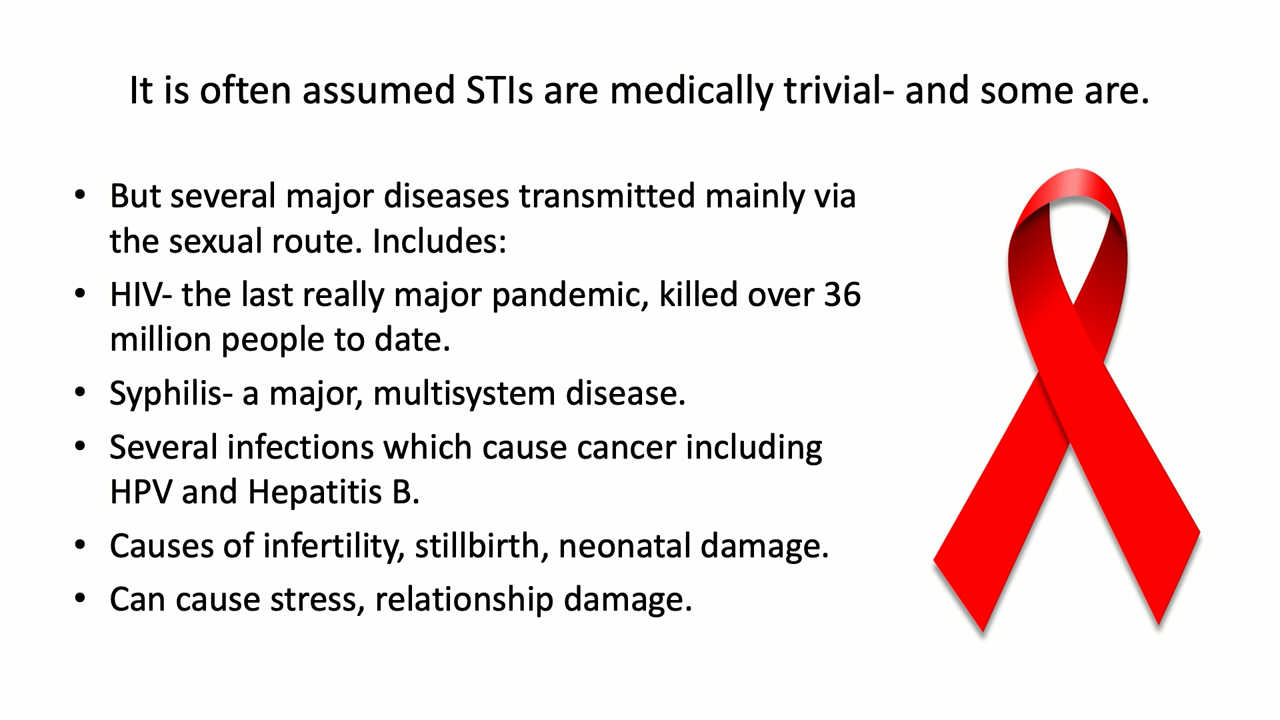 It is often assumed STIs are medically trivial- and some are.
• But several major diseases transmitted mainly via
the sexual route. Includes:
• HIV- the last really major pandemic, killed over 36
million people to date.
• Syphilis- a major, multisystem disease.
• Several infections which cause cancer including
HPV and Hepatitis B.
• Causes of infertility, stillbirth, neonatal damage.
• Can cause stress, relationship damage.